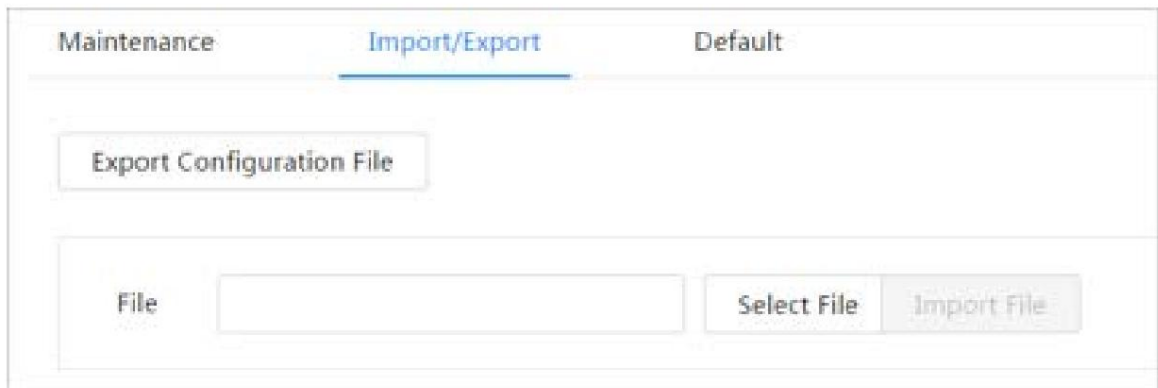 Maintenance Import/Export Default
Export Configuration File
File Select File Import File